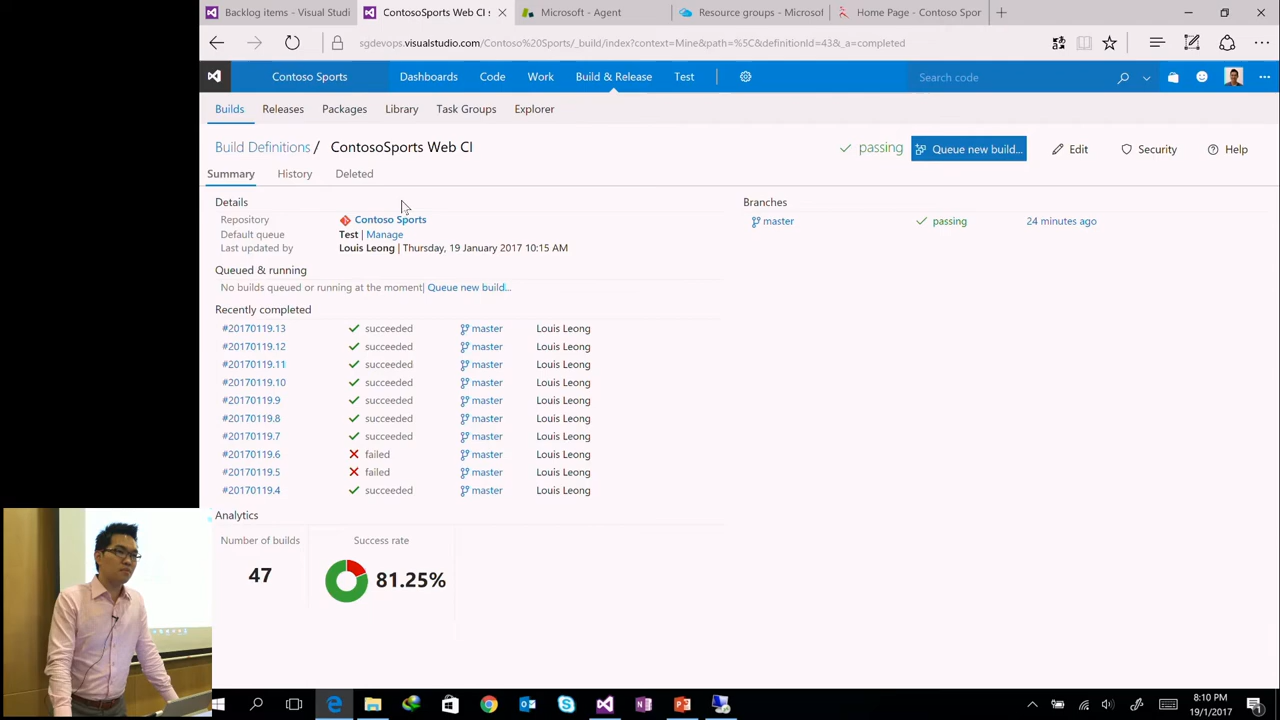 Backlog items - Visual Studi
ContosoSports Web CI s
Microsoft - Agent
Resource groups - Microsof
Home Page - Contoso Spor
sgdevops.visualstudio.com/Contoso%20Sports/_build/index?context=Mine&path=%5C&definitionId=43&_a=completed
Contoso Sports
Dashboards
Code
Work
Build & Release
Test
Search code
Builds
Releases
Packages
Library
Task Groups
Explorer
Build Definitions / ContosoSports Web CI
passing
Queue new build...
Edit
Security
Help
Summary
History
Deleted
Details
Repository Contoso Sports
Default queue Test | Manage
Last updated by Louis Leong | Thursday, 19 January 2017 10:15 AM
Queued & running
No builds queued or running at the moment| Queue new build...
Recently completed
#20170119.13 succeeded master Louis Leong
#20170119.12 succeeded master Louis Leong
#20170119.11 succeeded master Louis Leong
#20170119.10 succeeded master Louis Leong
#20170119.9 succeeded master Louis Leong
#20170119.8 succeeded master Louis Leong
#20170119.7 succeeded master Louis Leong
#20170119.6 failed master Louis Leong
#20170119.5 failed master Louis Leong
#20170119.4 succeeded master Louis Leong
Analytics
Number of builds
47
Success rate
81.25%
Branches
master passing 24 minutes ago
8:10 PM
19/1/2017